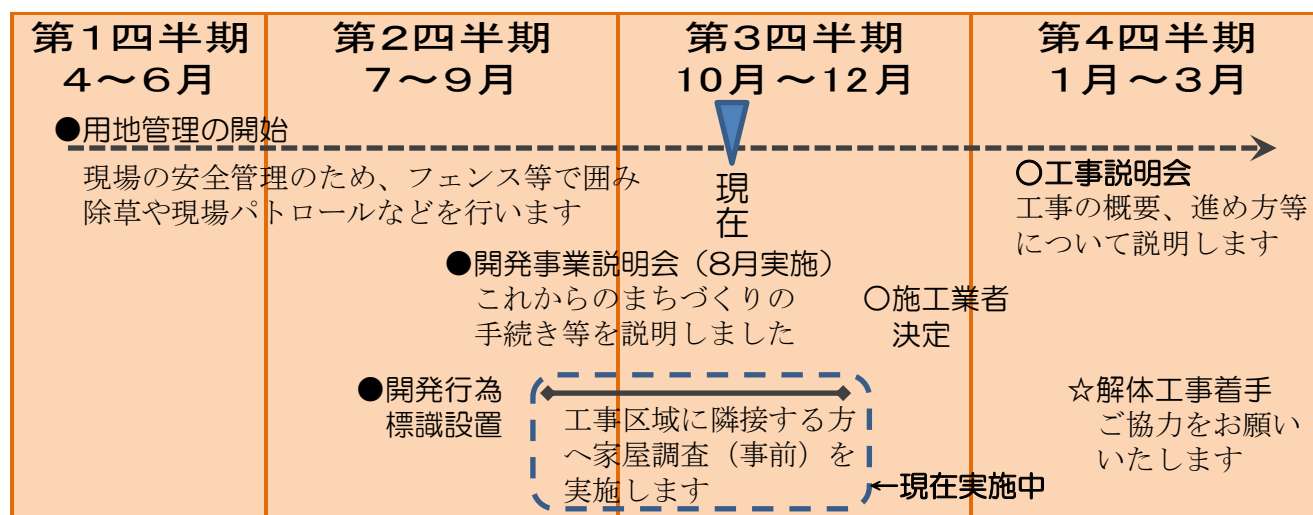 第1四半期
4～6月
第2四半期
7～9月
第3四半期
10月～12月
第4四半期
1月～3月
●用地管理の開始
現場の安全管理のため、フェンス等で囲み
除草や現場パトロールなどを行います
現在
○工事説明会
工事の概要、進め方等
について説明します
●開発事業説明会（8月実施）
これからのまちづくりの
手続き等を説明しました
○施工業者
決定
●開発行為
標識設置
工事区域に隣接する方
へ家屋調査（事前）を
実施します
←現在実施中
☆解体工事着手
ご協力をお願い
いたします